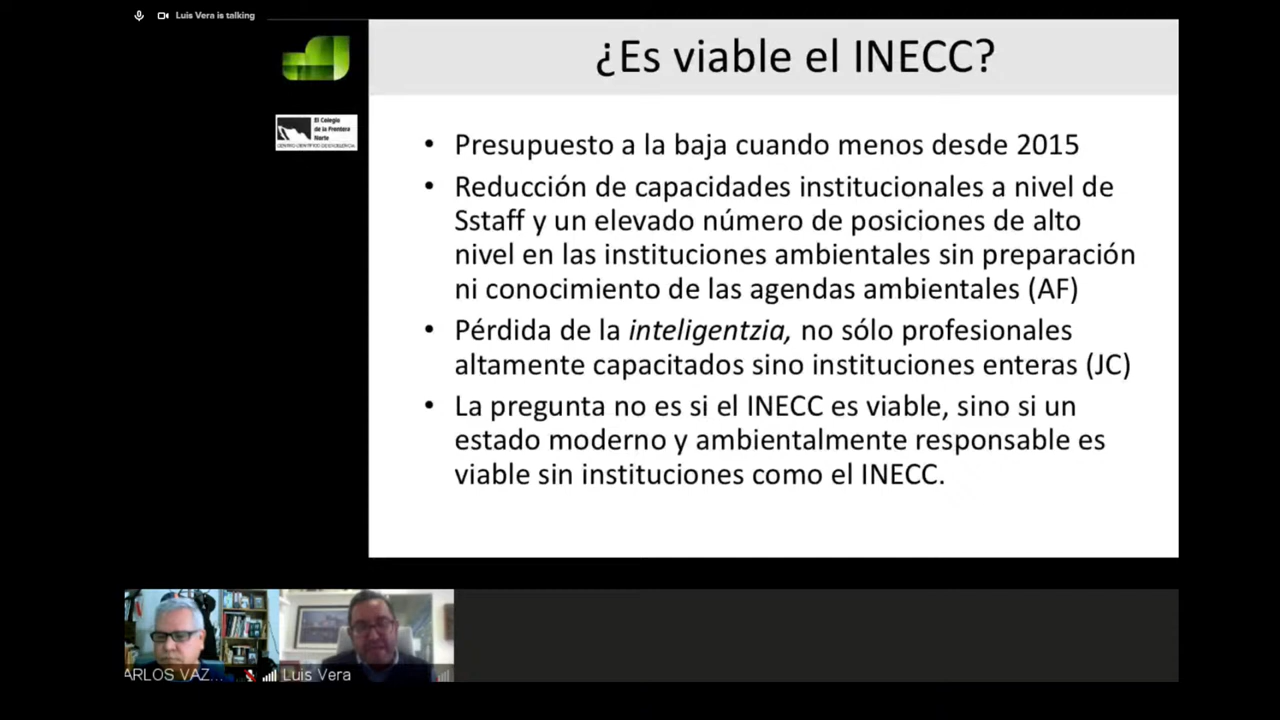 Luis Vera is talking
¿Es viable el INECC?
El Colegio
de la Frontera
Norte
• Presupuesto a la baja cuando menos desde 2015
• Reducción de capacidades institucionales a nivel de
Sstaff y un elevado número de posiciones de alto
nivel en las instituciones ambientales sin preparación
ni conocimiento de las agendas ambientales (AF)
• Pérdida de la inteligentzia, no sólo profesionales
altamente capacitados sino instituciones enteras (JC)
• La pregunta no es si el INECC es viable, sino si un
estado moderno y ambientalmente responsable es
viable sin instituciones como el INECC.
ARLOS VAZ...
Luis Vera